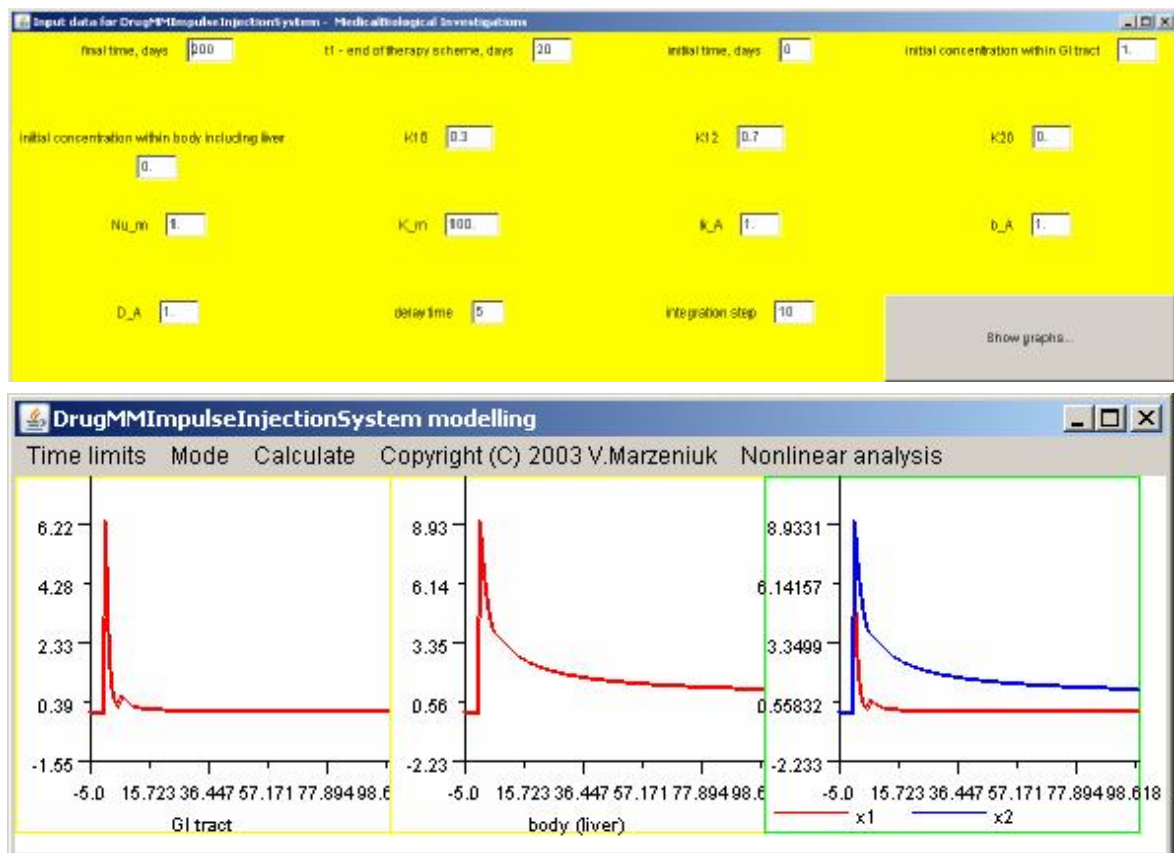 Input data for DrugMMImpulseInjectionSystem - MedicalBiological Investigations
final time, days 200 t1 - end of therapy scheme, days 20 initial time, days 0 initial concentration within GI tract 1.
initial concentration within body including liver K10 0.3 K12 0.7 K20 0.
0.
Nu_m 1. K_m 100. k_A 1. b_A 1.
D_A 1. delay time 5 integration step 10
Show graphs...
DrugMMImpulseInjectionSystem modelling
Time limits Mode Calculate Copyright (C) 2003 V.Marzeniuk Nonlinear analysis
6.22 8.93 8.9331
4.28 6.14 6.14157
2.33 3.35 3.3499
0.39 0.56 0.55832
-1.55 -2.23 -2.233
-5.0 15.723 36.447 57.171 77.894 98.6 -5.0 15.723 36.447 57.171 77.894 98.6 -5.0 15.723 36.447 57.171 77.894 98.618
GI tract body (liver) x1 x2